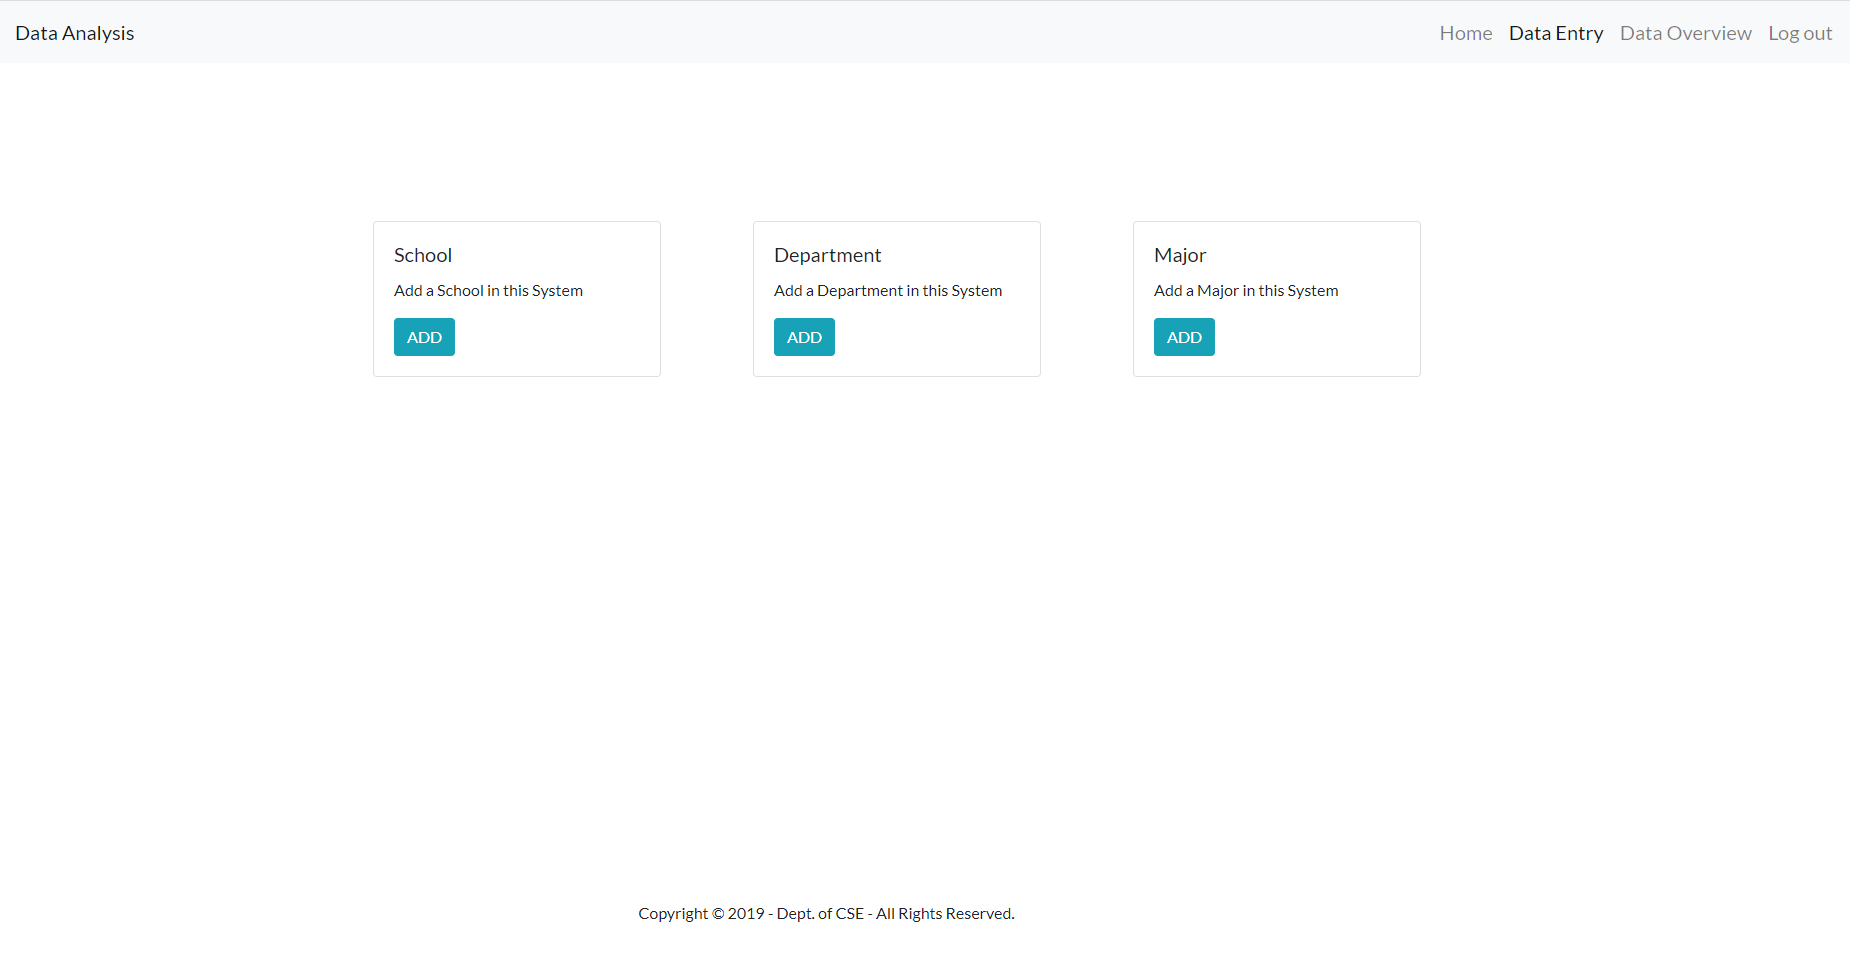 Data Analysis
Home Data Entry Data Overview Log out
School
Add a School in this System
ADD
Department
Add a Department in this System
ADD
Major
Add a Major in this System
ADD
Copyright © 2019 - Dept. of CSE - All Rights Reserved.